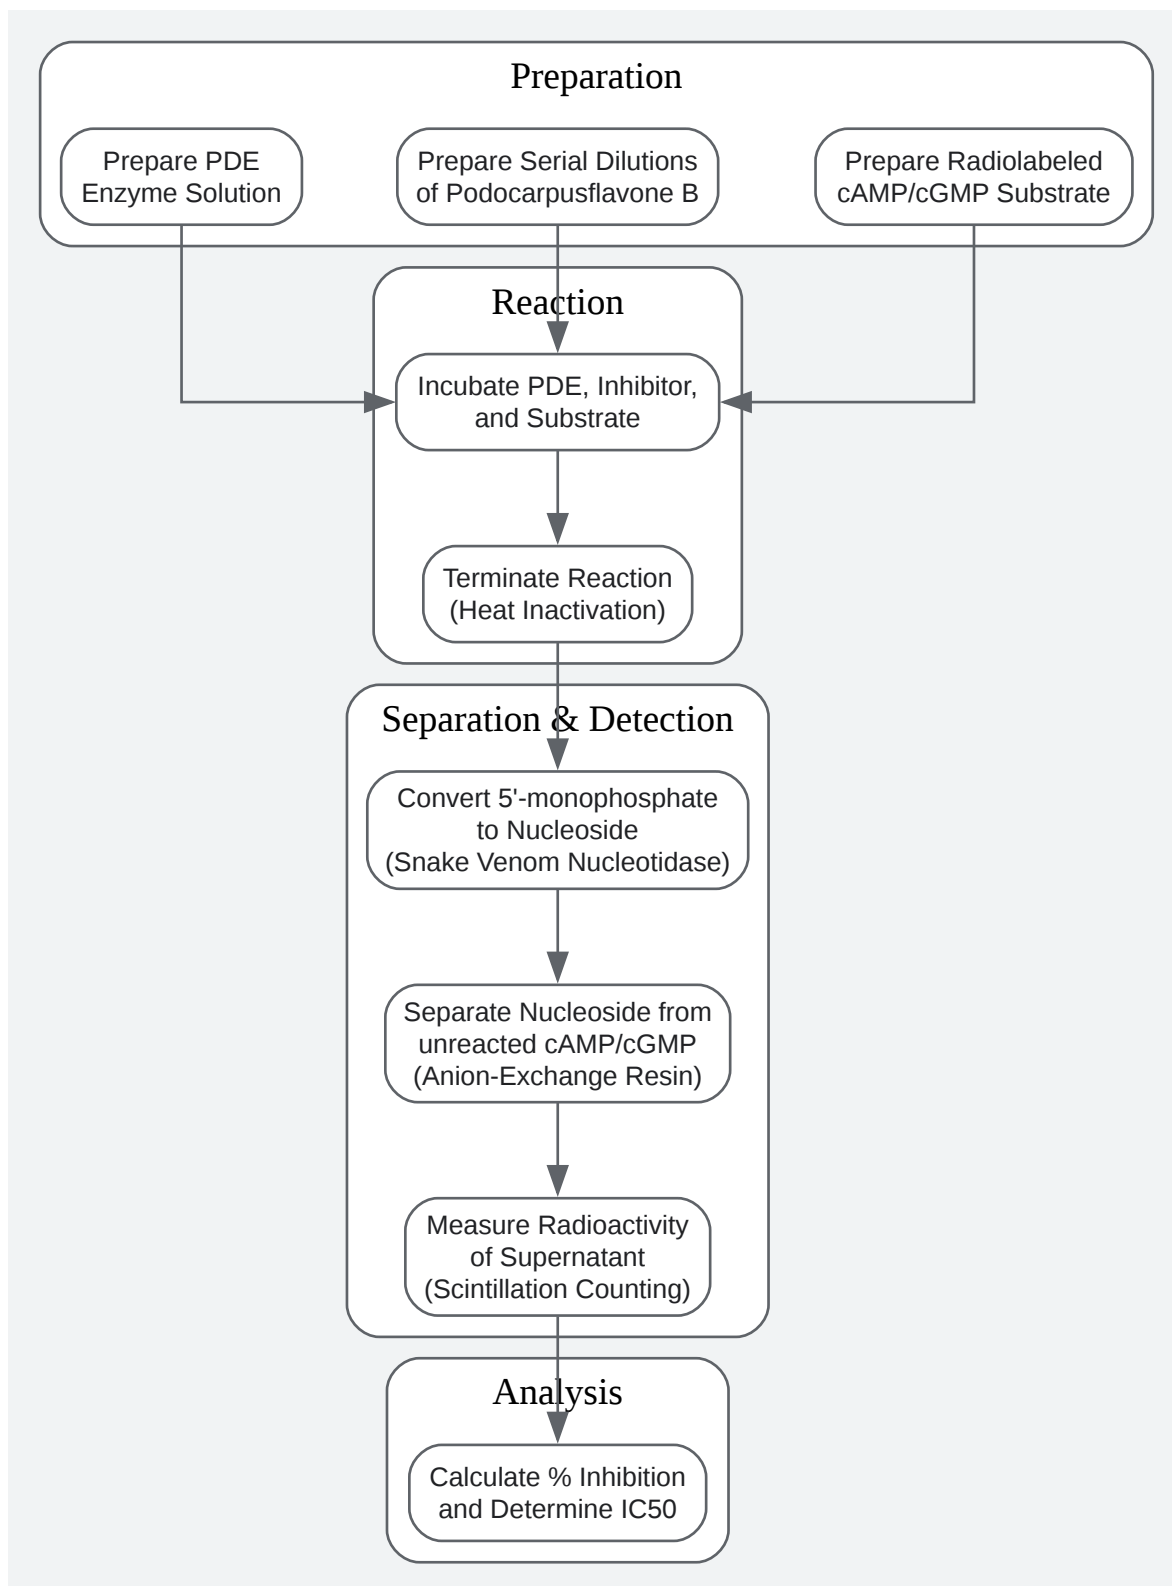 Preparation
Prepare PDE
Enzyme Solution
Prepare Serial Dilutions
of Podocarpusflavone B
Prepare Radiolabeled
cAMP/cGMP Substrate
Reaction
Incubate PDE, Inhibitor,
and Substrate
Terminate Reaction
(Heat Inactivation)
Separation & Detection
Convert 5'-monophosphate
to Nucleoside
(Snake Venom Nucleotidase)
Separate Nucleoside from
unreacted cAMP/cGMP
(Anion-Exchange Resin)
Measure Radioactivity
of Supernatant
(Scintillation Counting)
Analysis
Calculate % Inhibition
and Determine IC50